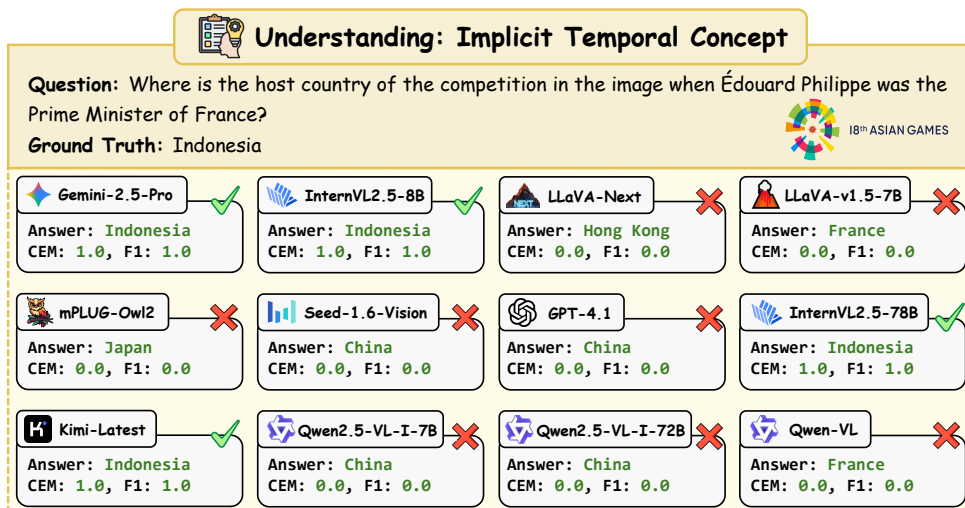 Understanding: Implicit Temporal Concept
Question: Where is the host country of the competition in the image when Édouard Philippe was the
Prime Minister of France?
18th ASIAN GAMES
Ground Truth: Indonesia
Gemini-2.5-Pro
Answer: Indonesia
CEM: 1.0, F1: 1.0
InternVL2.5-8B
Answer: Indonesia
CEM: 1.0, F1: 1.0
NEXT
LLaVA-Next
Answer: Hong Kong
CEM: 0.0, F1: 0.0
LLaVA-v1.5-7B
Answer: France
CEM: 0.0, F1: 0.0
mPLUG-Owl2
Answer: Japan
CEM: 0.0, F1: 0.0
Seed-1.6-Vision
Answer: China
CEM: 0.0, F1: 0.0
GPT-4.1
Answer: China
CEM: 0.0, F1: 0.0
InternVL2.5-78B
Answer: Indonesia
CEM: 1.0, F1: 1.0
K
Kimi-Latest
Answer: Indonesia
CEM: 1.0, F1: 1.0
Qwen2.5-VL-I-7B
Answer: China
CEM: 0.0, F1: 0.0
Qwen2.5-VL-I-72B
Answer: China
CEM: 0.0, F1: 0.0
Qwen-VL
Answer: France
CEM: 0.0, F1: 0.0